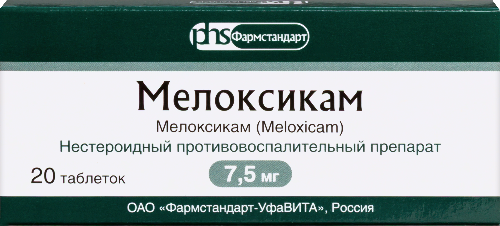 phs Фармстандарт
Мелоксикам
Мелоксикам (Meloxicam)
Нестероидный противовоспалительный препарат
20 таблеток
7,5 мг
ОАО «Фармстандарт-УфаВИТА», Россия